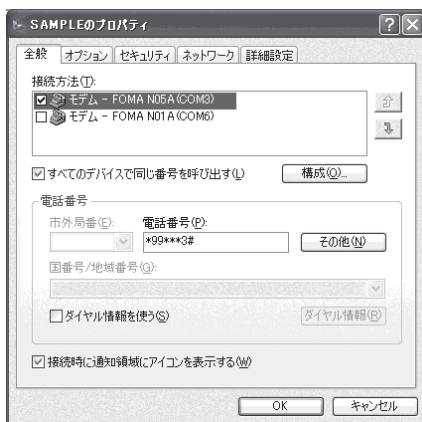 SAMPLEのプロパティ
全般 オプション セキュリティ ネットワーク 詳細設定
接続方法(T):
モデム - FOMA N05A(COM3)
モデム - FOMA N01A(COM6)
すべてのデバイスで同じ番号を呼び出す(L) 構成(O)...
電話番号
市外局番(E): 電話番号(P):
*99***3# その他(N)
国番号/地域番号(G):
ダイヤル情報を使う(S) ダイヤル情報(R)
接続時に通知領域にアイコンを表示する(W)
OK キャンセル